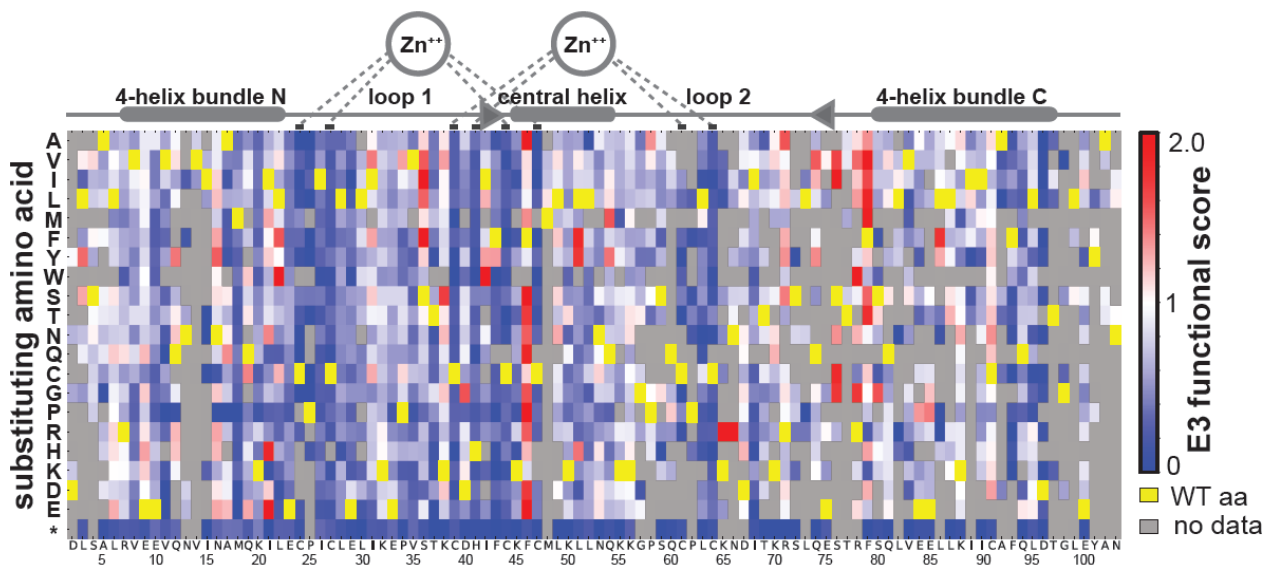 Zn++ Zn++
4-helix bundle N loop 1 central helix loop 2 4-helix bundle C
substituting amino acid
A
V
I
L
M
F
Y
W
S
T
N
Q
C
G
P
R
H
K
D
E
*
D L S A L R V E E V Q N V I N A M Q K I L E C P I C L E L I K E P V S T K C D H I F C K F C M L K L L N Q K K G P S Q C P L C K N D I T K R S L Q E S T R F S Q L V E E L L K I I C A F Q L D T G L E Y A N
5 10 15 20 25 30 35 40 45 50 55 60 65 70 75 80 85 90 95 100
2.0
1
0
E3 functional score
WT aa
no data